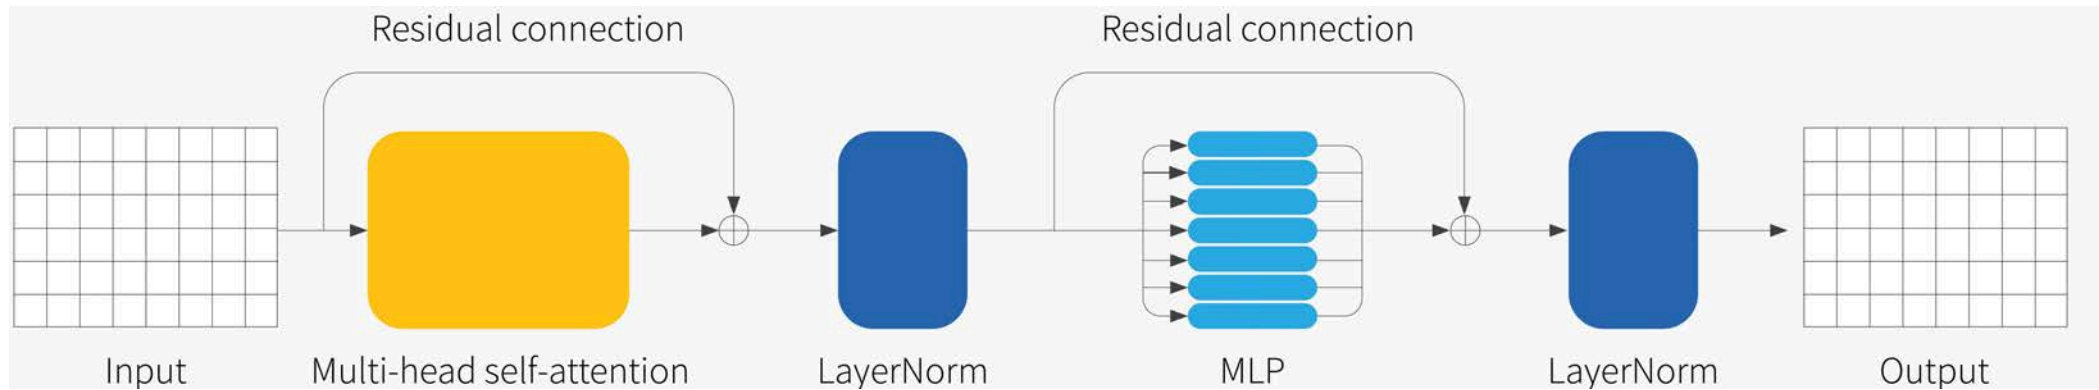 Residual connection
Residual connection
Input
Multi-head self-attention
LayerNorm
MLP
LayerNorm
Output